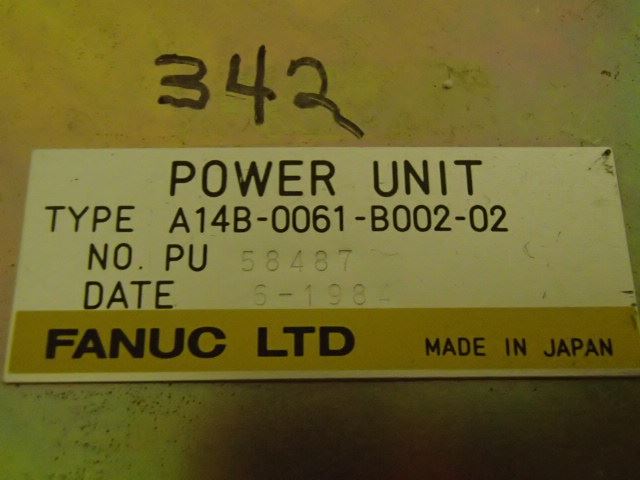 342
POWER UNIT
TYPE A14B-0061-B002-02
NO. PU 58487
DATE 6-1984
FANUC LTD MADE IN JAPAN